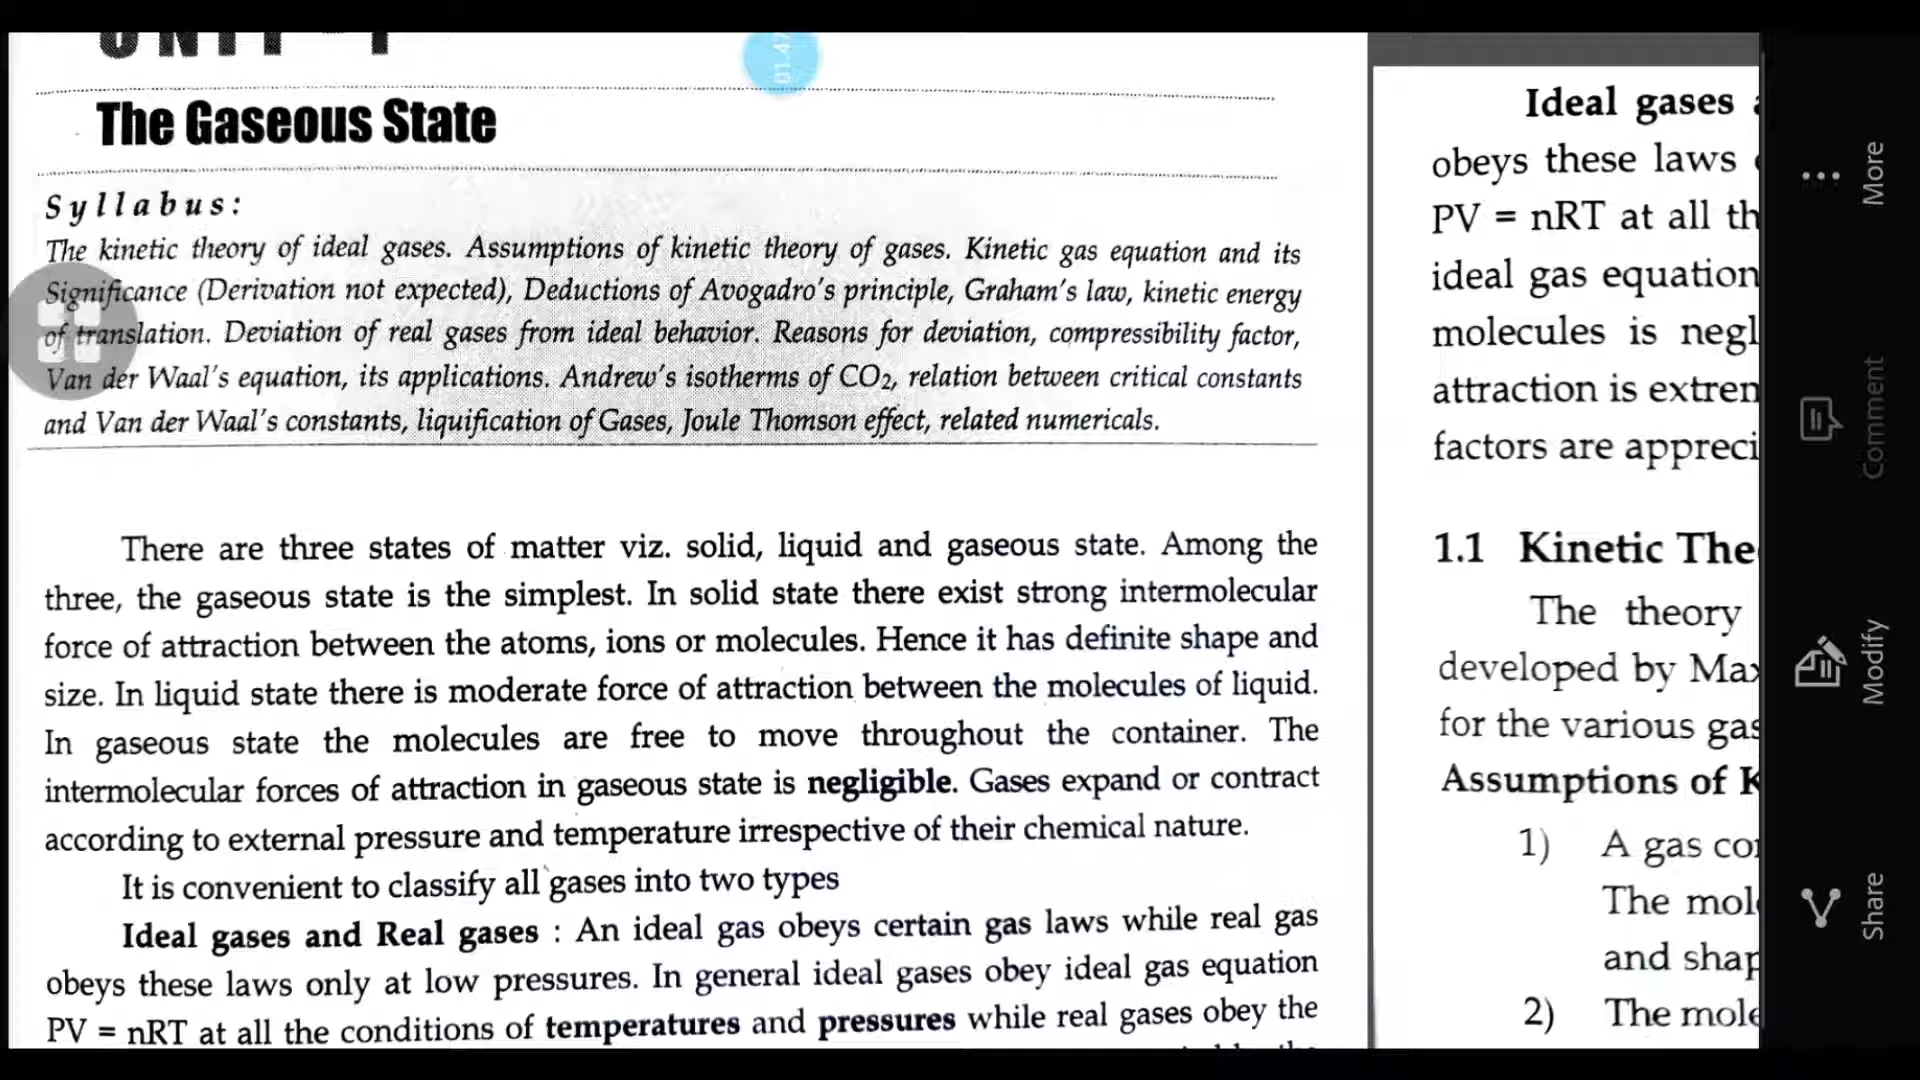 UNIT - I
The Gaseous State
Syllabus:
The kinetic theory of ideal gases. Assumptions of kinetic theory of gases. Kinetic gas equation and its
Significance (Derivation not expected), Deductions of Avogadro's principle, Graham's law, kinetic energy
of translation. Deviation of real gases from ideal behavior. Reasons for deviation, compressibility factor,
Van der Waal's equation, its applications. Andrew's isotherms of CO2, relation between critical constants
and Van der Waal's constants, liquification of Gases, Joule Thomson effect, related numericals.
There are three states of matter viz. solid, liquid and gaseous state. Among the
three, the gaseous state is the simplest. In solid state there exist strong intermolecular
force of attraction between the atoms, ions or molecules. Hence it has definite shape and
size. In liquid state there is moderate force of attraction between the molecules of liquid.
In gaseous state the molecules are free to move throughout the container. The
intermolecular forces of attraction in gaseous state is negligible. Gases expand or contract
according to external pressure and temperature irrespective of their chemical nature.
It is convenient to classify all gases into two types
Ideal gases and Real gases : An ideal gas obeys certain gas laws while real gas
obeys these laws only at low pressures. In general ideal gases obey ideal gas equation
PV = nRT at all the conditions of temperatures and pressures while real gases obey the
Ideal gases
obeys these laws
PV = nRT at all th
ideal gas equation
molecules is negl
attraction is extrem
factors are appreci
1.1 Kinetic The
The theory
developed by Max
for the various gas
Assumptions of K
1) A gas con
The mole
and shap
2) The mole
01:47
More
Comment
Modify
Share